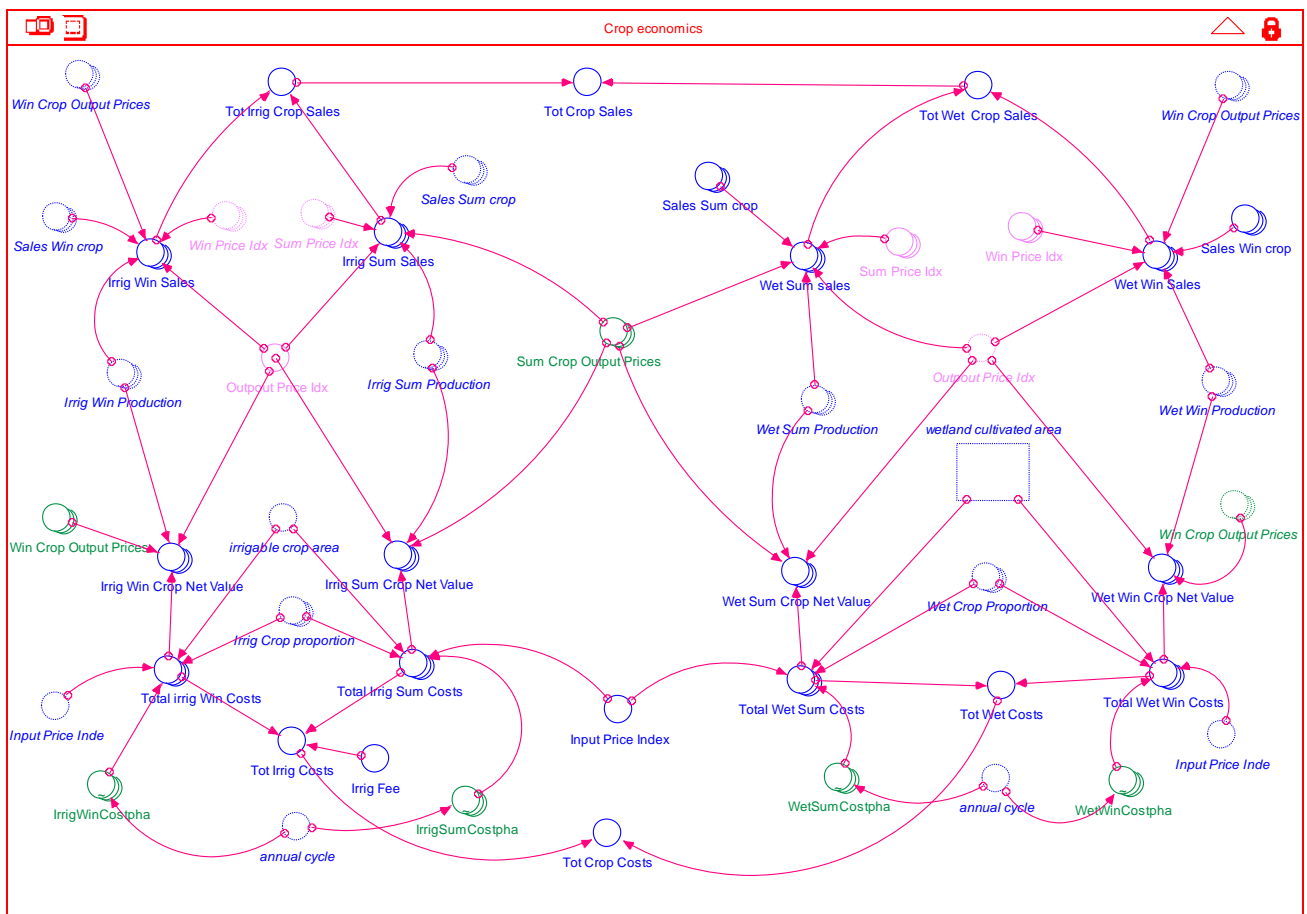 Crop economics
Win Crop Output Prices
Tot Irrig Crop Sales
Tot Crop Sales
Tot Wet  Crop Sales
Win Crop Output Prices
Sales Sum crop
Sales Sum crop
Sales Win crop
Win Price Idx
Sum Price Idx
Irrig Sum Sales
Sum Price Idx
Win Price Idx
Sales Win crop
Irrig Win Sales
Wet Sum sales
Wet Win Sales
Sum Crop Output Prices
Outpout Price Idx
Irrig Sum Production
Outpout Price Idx
Irrig Win Production
Wet Sum Production
wetland cultivated area
Wet Win Production
Win Crop Output Prices
irrigable crop area
Win Crop Output Prices
Irrig Win Crop Net Value
Irrig Sum Crop Net Value
Wet Sum Crop Net Value
Wet Crop Proportion
Wet Win Crop Net Value
Irrig Crop proportion
Total irrig Win Costs
Total Irrig Sum Costs
Total Wet Sum Costs
Tot Wet Costs
Total Wet Win Costs
Input Price Inde
Input Price Index
Input Price Inde
Tot Irrig Costs
Irrig Fee
IrrigWinCostpha
IrrigSumCostpha
WetSumCostpha
annual cycle
WetWinCostpha
annual cycle
Tot Crop Costs